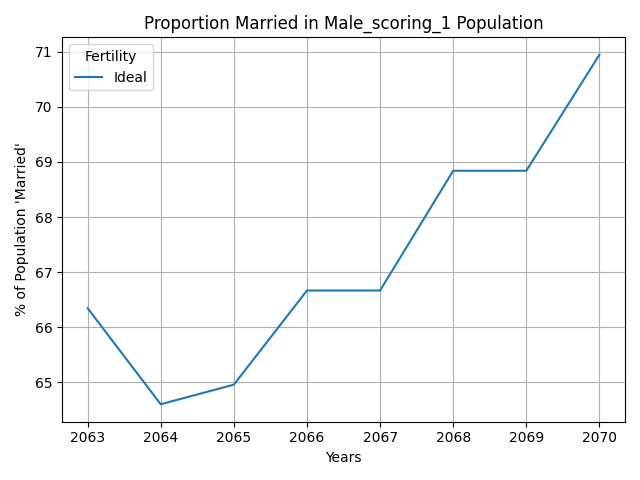 Proportion Married in Male_scoring_1 Population
Fertility
Ideal
% of Population 'Married'
71
70
69
68
67
66
65
2063 2064 2065 2066 2067 2068 2069 2070
Years